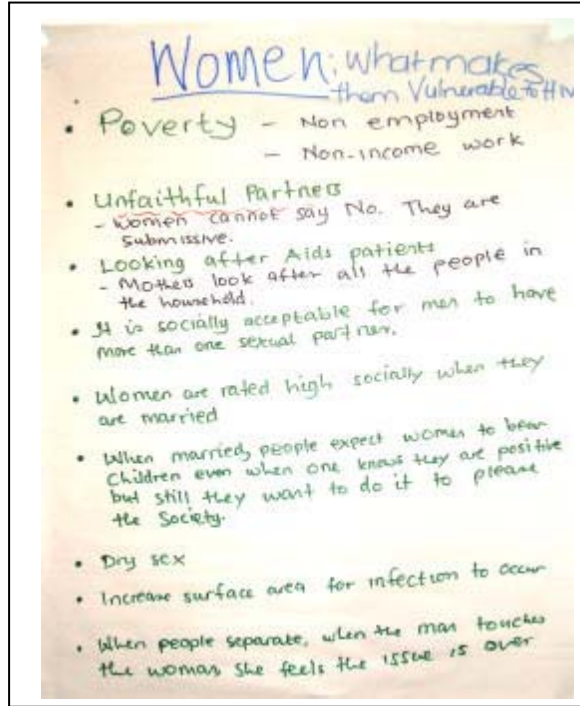 Women: What makes
them Vulnerable to HIV
• Poverty – Non employment
– Non-income work
• Unfaithful Partners
- Women cannot say No. They are
submissive.
• Looking after Aids patients
- Mothers look after all the people in
the household.
• It is socially acceptable for men to have
more than one sexual partner.
• Women are rated high socially when they
are married
• When married, people expect women to bear
children even when one knows they are positive
but still they want to do it to please
the Society.
• Dry sex
• Increase surface area for infection to occur
• When people separate, when the man touches
the woman, she feels the issue is over